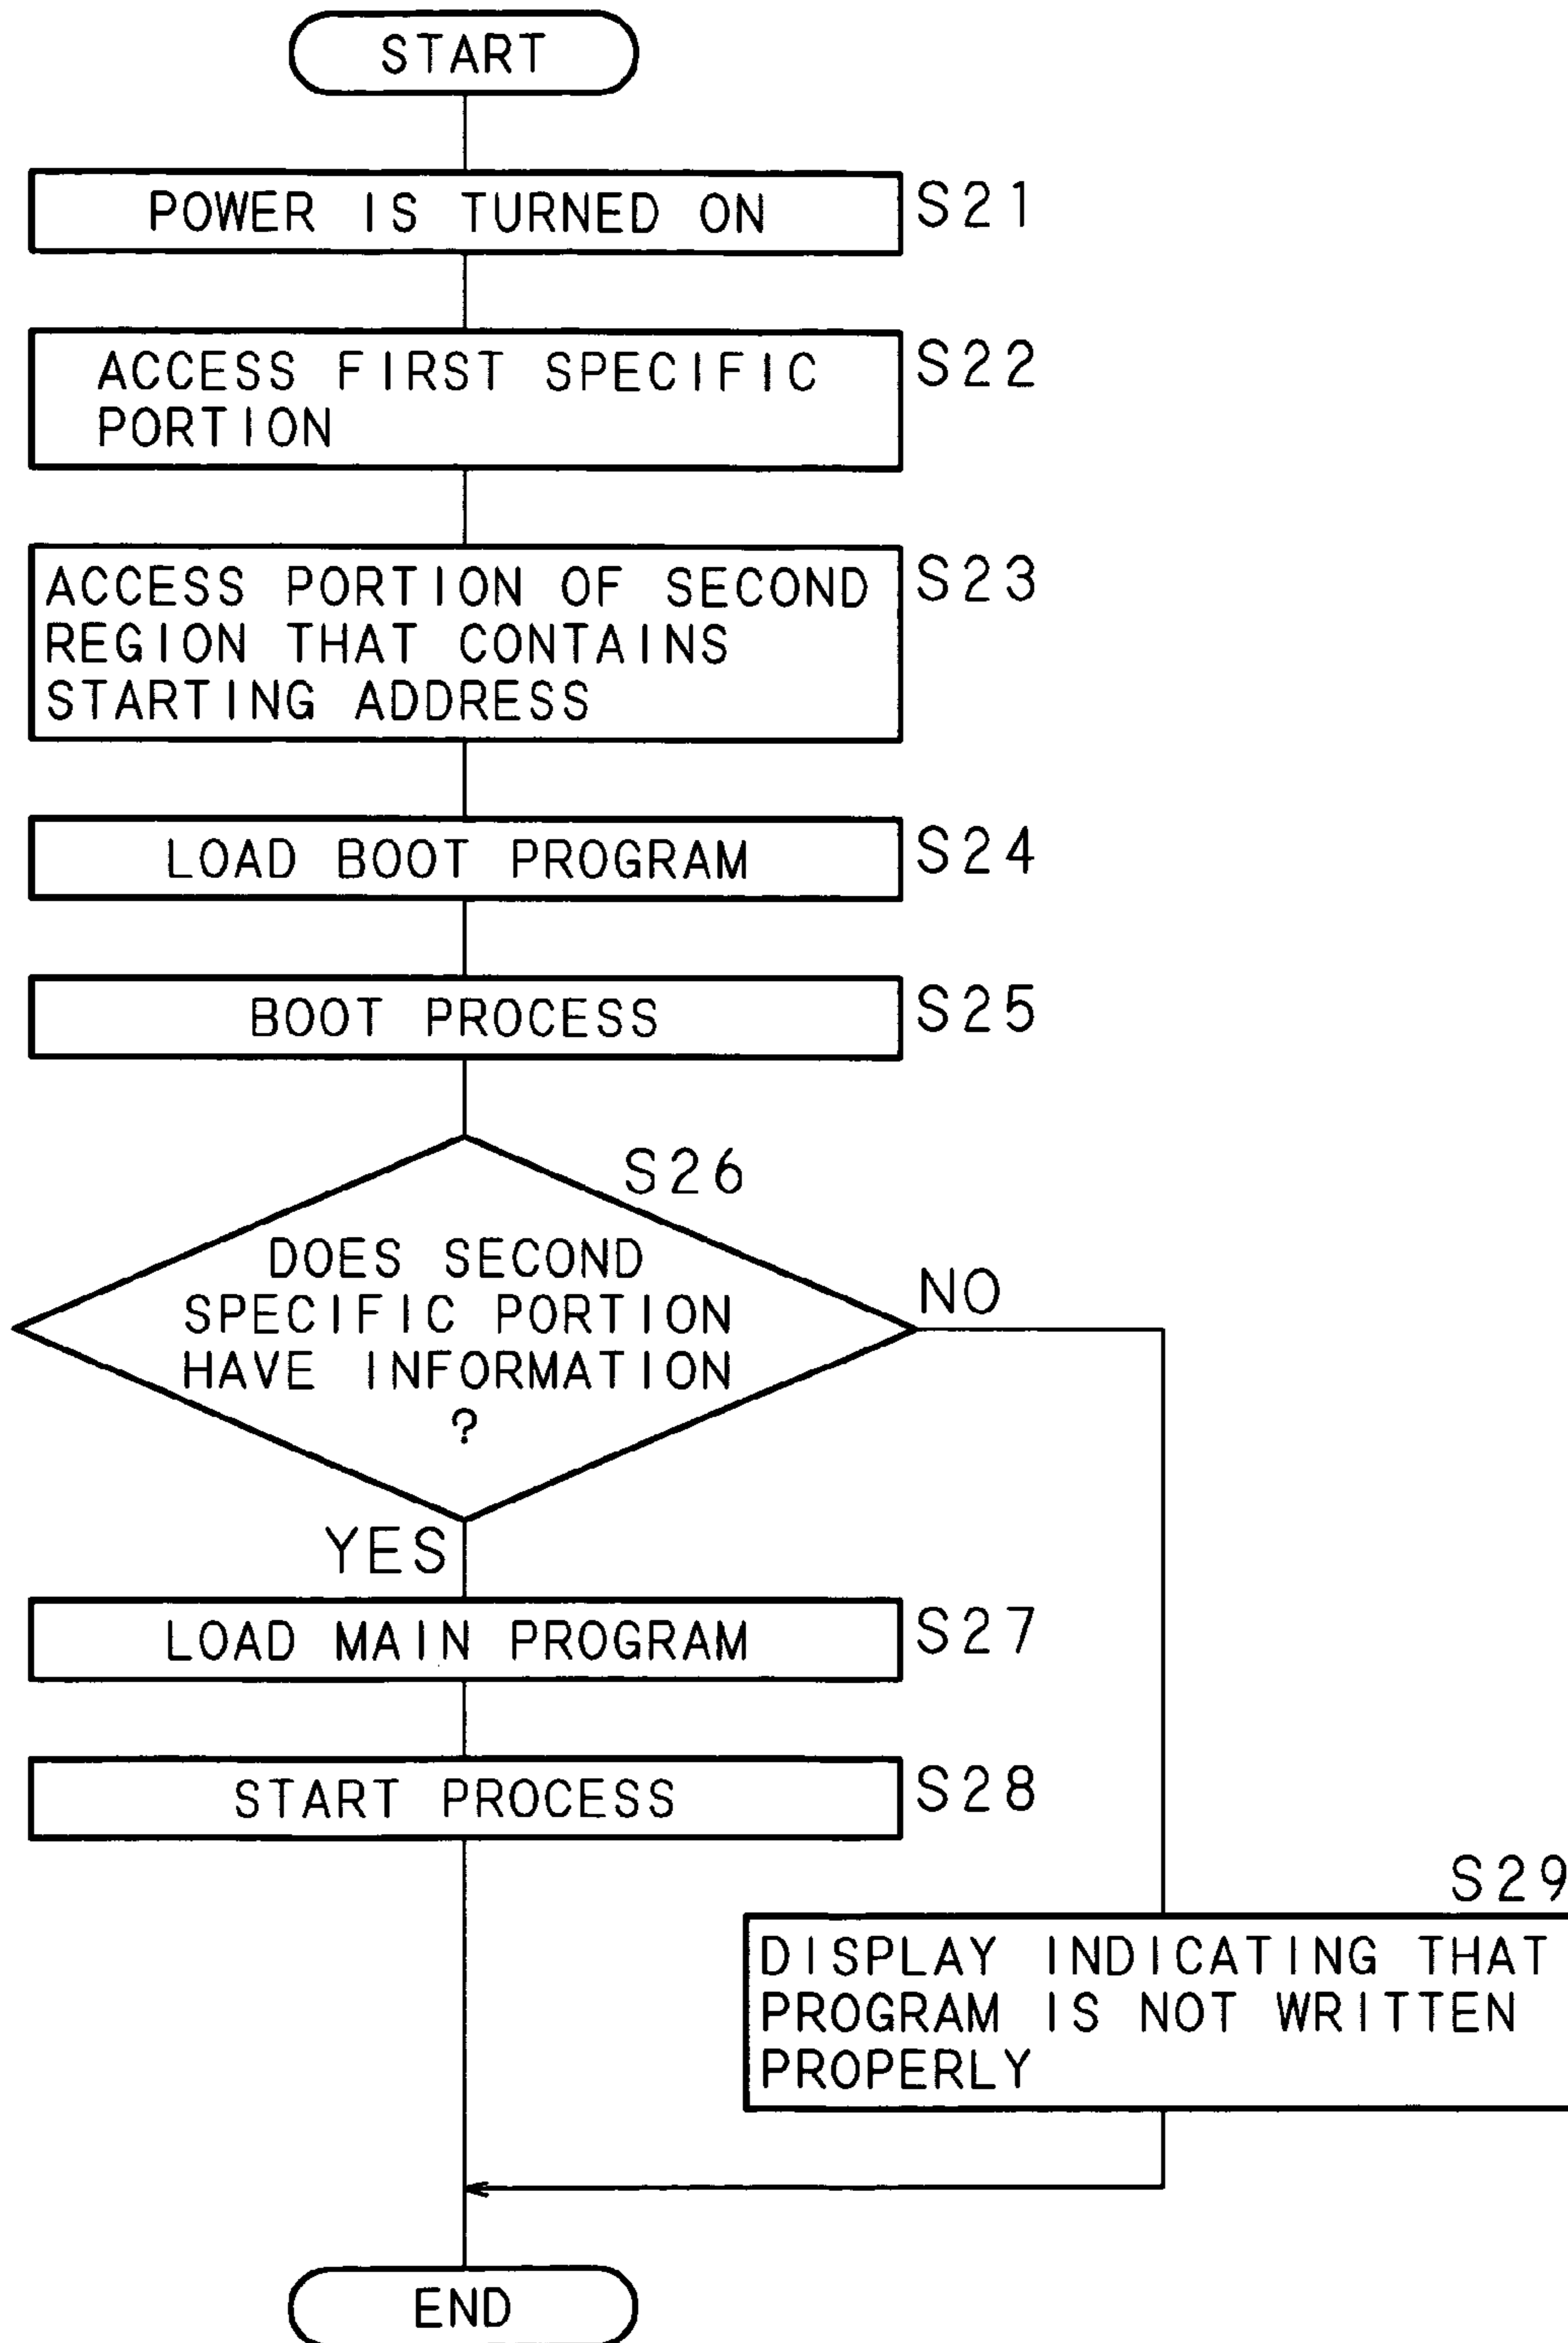 START
POWER IS TURNED ON
S21
ACCESS FIRST SPECIFIC
PORTION
S22
ACCESS PORTION OF SECOND
REGION THAT CONTAINS
STARTING ADDRESS
S23
LOAD BOOT PROGRAM
S24
BOOT PROCESS
S25
S26
DOES SECOND
SPECIFIC PORTION
HAVE INFORMATION
?
NO
YES
LOAD MAIN PROGRAM
S27
START PROCESS
S28
S29
DISPLAY INDICATING THAT
PROGRAM IS NOT WRITTEN
PROPERLY
END